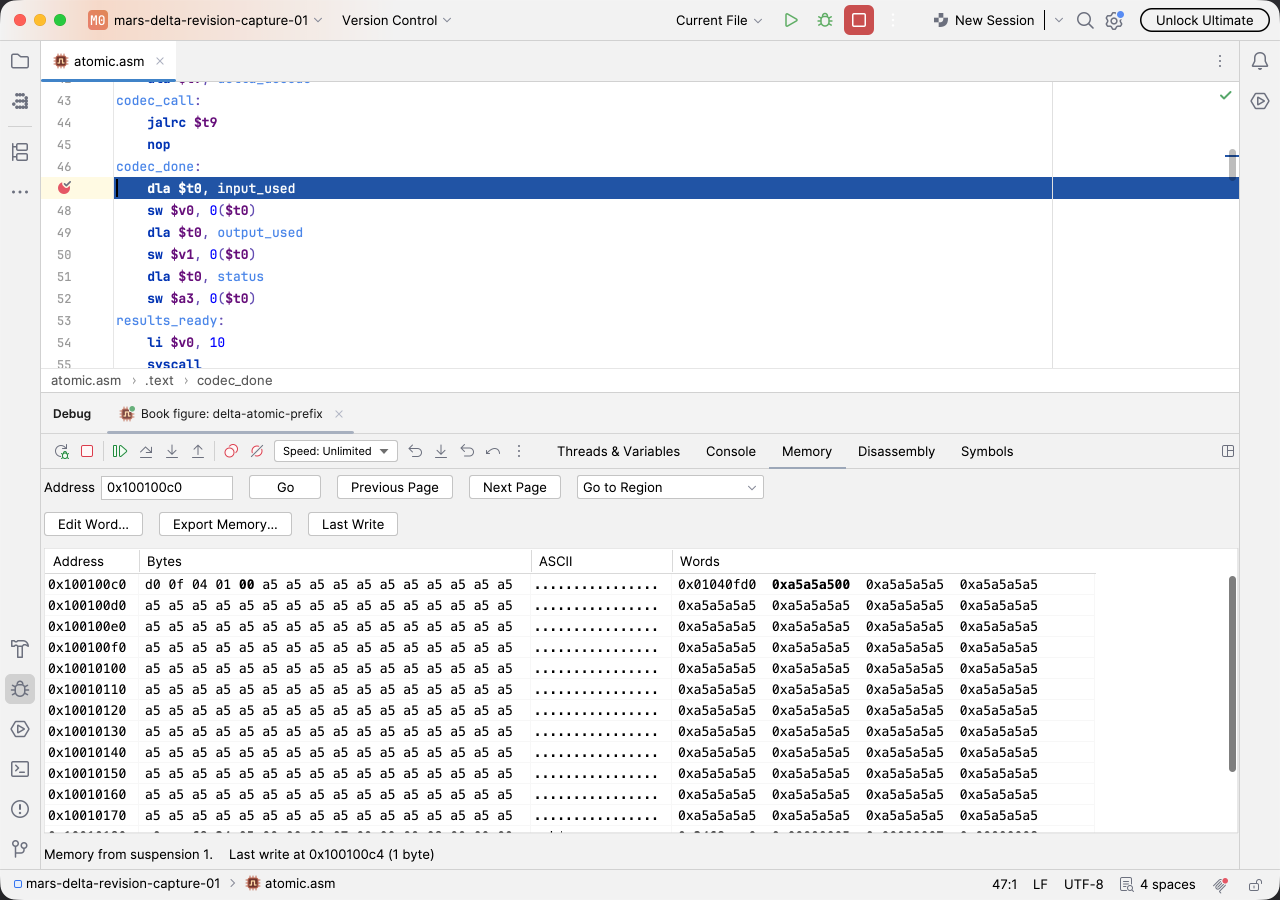 M0 mars-delta-revision-capture-01 Version Control Current File New Session Unlock Ultimate
atomic.asm
43 codec_call:
44 jalrc $t9
45 nop
46 codec_done:
dla $t0, input_used
48 sw $v0, 0($t0)
49 dla $t0, output_used
50 sw $v1, 0($t0)
51 dla $t0, status
52 sw $a3, 0($t0)
53 results_ready:
54 li $v0, 10
55 syscall
atomic.asm › .text › codec_done
Debug Book figure: delta-atomic-prefix
Speed: Unlimited Threads & Variables Console Memory Disassembly Symbols
Address 0x100100c0 Go Previous Page Next Page Go to Region
Edit Word... Export Memory... Last Write
Address Bytes ASCII Words
0x100100c0 d0 0f 04 01 00 a5 a5 a5 a5 a5 a5 a5 a5 a5 a5 a5 ................ 0x01040fd0 0xa5a5a500 0xa5a5a5a5 0xa5a5a5a5
0x100100d0 a5 a5 a5 a5 a5 a5 a5 a5 a5 a5 a5 a5 a5 a5 a5 a5 ................ 0xa5a5a5a5 0xa5a5a5a5 0xa5a5a5a5 0xa5a5a5a5
0x100100e0 a5 a5 a5 a5 a5 a5 a5 a5 a5 a5 a5 a5 a5 a5 a5 a5 ................ 0xa5a5a5a5 0xa5a5a5a5 0xa5a5a5a5 0xa5a5a5a5
0x100100f0 a5 a5 a5 a5 a5 a5 a5 a5 a5 a5 a5 a5 a5 a5 a5 a5 ................ 0xa5a5a5a5 0xa5a5a5a5 0xa5a5a5a5 0xa5a5a5a5
0x10010100 a5 a5 a5 a5 a5 a5 a5 a5 a5 a5 a5 a5 a5 a5 a5 a5 ................ 0xa5a5a5a5 0xa5a5a5a5 0xa5a5a5a5 0xa5a5a5a5
0x10010110 a5 a5 a5 a5 a5 a5 a5 a5 a5 a5 a5 a5 a5 a5 a5 a5 ................ 0xa5a5a5a5 0xa5a5a5a5 0xa5a5a5a5 0xa5a5a5a5
0x10010120 a5 a5 a5 a5 a5 a5 a5 a5 a5 a5 a5 a5 a5 a5 a5 a5 ................ 0xa5a5a5a5 0xa5a5a5a5 0xa5a5a5a5 0xa5a5a5a5
0x10010130 a5 a5 a5 a5 a5 a5 a5 a5 a5 a5 a5 a5 a5 a5 a5 a5 ................ 0xa5a5a5a5 0xa5a5a5a5 0xa5a5a5a5 0xa5a5a5a5
0x10010140 a5 a5 a5 a5 a5 a5 a5 a5 a5 a5 a5 a5 a5 a5 a5 a5 ................ 0xa5a5a5a5 0xa5a5a5a5 0xa5a5a5a5 0xa5a5a5a5
0x10010150 a5 a5 a5 a5 a5 a5 a5 a5 a5 a5 a5 a5 a5 a5 a5 a5 ................ 0xa5a5a5a5 0xa5a5a5a5 0xa5a5a5a5 0xa5a5a5a5
0x10010160 a5 a5 a5 a5 a5 a5 a5 a5 a5 a5 a5 a5 a5 a5 a5 a5 ................ 0xa5a5a5a5 0xa5a5a5a5 0xa5a5a5a5 0xa5a5a5a5
0x10010170 a5 a5 a5 a5 a5 a5 a5 a5 a5 a5 a5 a5 a5 a5 a5 a5 ................ 0xa5a5a5a5 0xa5a5a5a5 0xa5a5a5a5 0xa5a5a5a5
Memory from suspension 1. Last write at 0x100100c4 (1 byte)
mars-delta-revision-capture-01 › atomic.asm 47:1 LF UTF-8 4 spaces